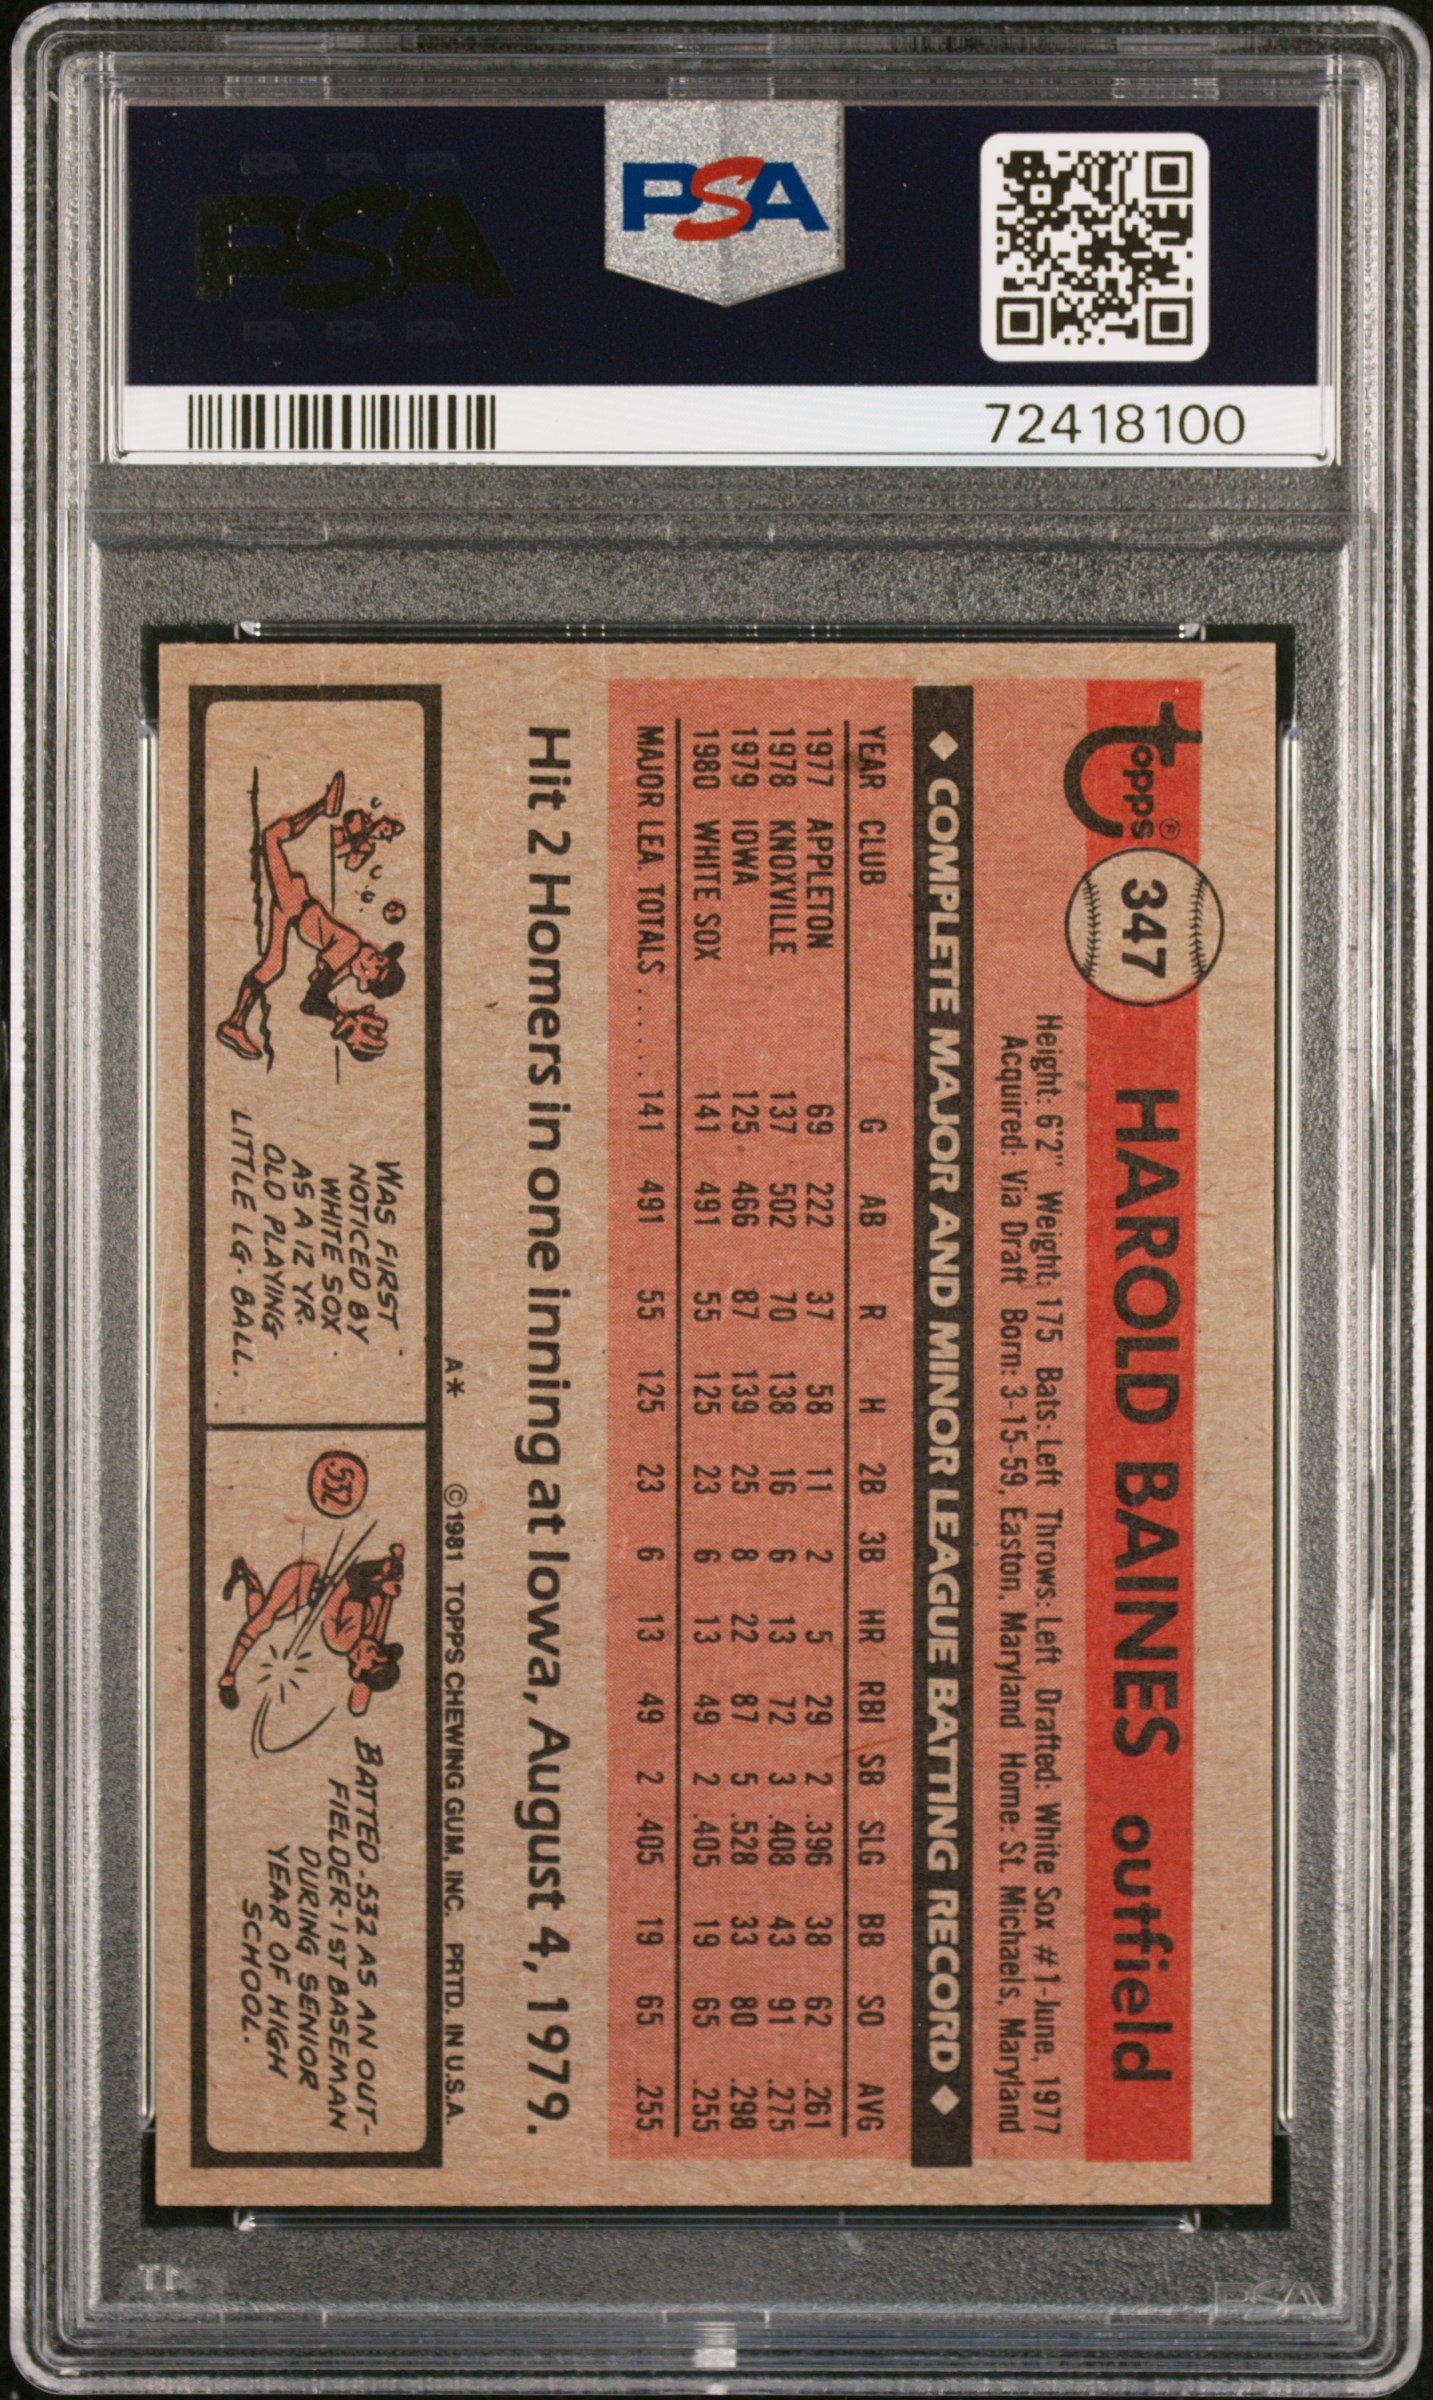 PSA PSA PSA
PSA
PSA PSA PSA
PSA
72418100
topps®
347
HAROLD BAINES outfield
Height: 6'2" Weight: 175 Bats: Left Throws: Left Drafted: White Sox #1-June, 1977
Acquired: Via Draft Born: 3-15-59, Easton, Maryland Home: St. Michaels, Maryland
◆ COMPLETE MAJOR AND MINOR LEAGUE BATTING RECORD ◆
YEAR CLUB G AB R H 2B 3B HR RBI SB SLG BB SO AVG
1977 APPLETON 69 222 37 58 11 2 5 29 2 .396 38 62 .261
1978 KNOXVILLE 137 502 70 138 16 6 13 72 3 .408 43 91 .275
1979 IOWA 125 466 87 139 25 8 22 87 5 .528 33 80 .298
1980 WHITE SOX 141 491 55 125 23 6 13 49 2 .405 19 65 .255
MAJOR LEA. TOTALS ...... 141 491 55 125 23 6 13 49 2 .405 19 65 .255
Hit 2 Homers in one inning at Iowa, August 4, 1979.
A* ©1981 TOPPS CHEWING GUM, INC. PRTD. IN U.S.A.
WAS FIRST
NOTICED BY
WHITE SOX
AS A 12 YR.
OLD PLAYING
LITTLE LG. BALL.
.532
BATTED .532 AS AN OUT-
FIELDER-1ST BASEMAN
DURING SENIOR
YEAR OF HIGH
SCHOOL.
PSA